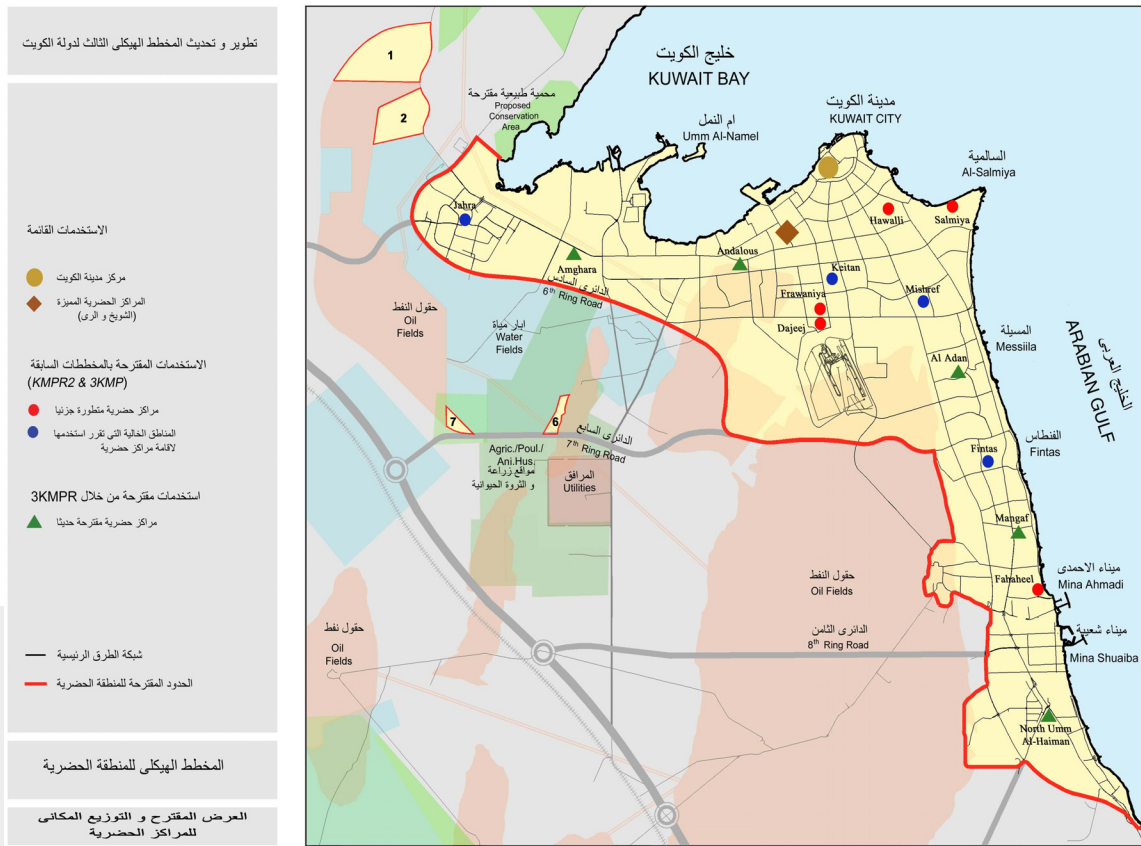 تطوير و تحديث المخطط الهيكلى الثالث لدولة الكويت
الاستخدمات القائمة
مركز مدينة الكويت
المراكز الحضرية المميزة
(الشويخ و الرى)
الاستخدمات المقترحة بالمخططات السابقة
(KMPR2 & 3KMP)
مراكز حضرية متطورة جزئيا
المناطق الخالية التى تقرر استخدمها
لاقامة مراكز حضرية
استخدمات مقترحة من خلال 3KMPR
مراكز حضرية مقترحة حديثا
شبكة الطرق الرئيسية
الحدود المقترحة للمنطقة الحضرية
المخطط الهيكلى للمنطقة الحضرية
العرض المقترح و التوزيع المكانى
للمراكز الحضرية
1
2
خليج الكويت
KUWAIT BAY
محمية طبيعية مقترحة
Proposed
Conservation
Area
ام النمل
Umm Al-Namel
مدينة الكويت
KUWAIT CITY
السالمية
Al-Salmiya
Jahra
Hawalli
Salmiya
Amghara
Andalous
Keitan
Mishref
الدائرى السادس
6th Ring Road
Frawaniya
Dajeej
حقول النفط
Oil
Fields
ابار مياة
Water
Fields
المسيلة
Messiila
الخليج العربى
ARABIAN GULF
Al Adan
7
6
الدائرى السابع
7th Ring Road
Agric./Poul./
Ani.Hus.
مواقع زراعة
و الثروة الحيوانية
المرافق
Utilities
الفنطاس
Fintas
Fintas
Mangaf
حقول النفط
Oil Fields
Fahaheel
ميناء الاحمدى
Mina Ahmadi
ميناء شعيبة
Mina Shuaiba
حقول نفط
Oil
Fields
الدائرى الثامن
8th Ring Road
North Umm
Al-Haiman